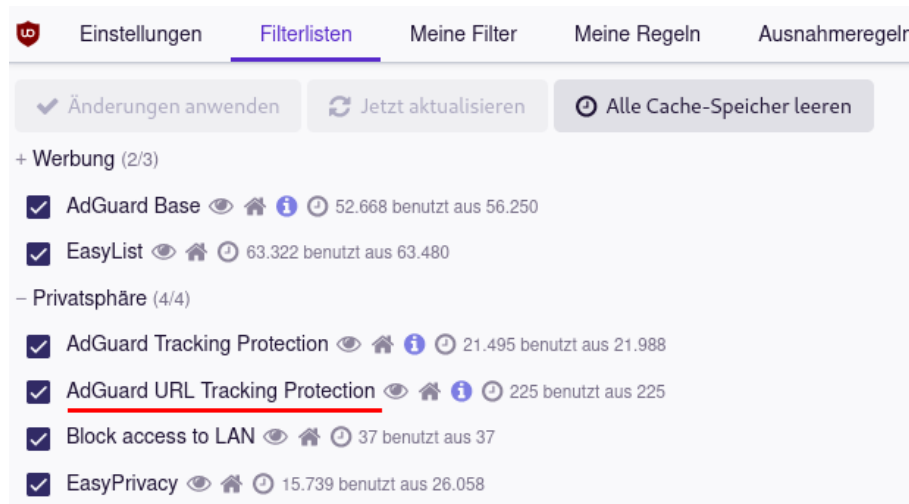 Einstellungen Filterlisten Meine Filter Meine Regeln Ausnahmeregeln
Änderungen anwenden Jetzt aktualisieren Alle Cache-Speicher leeren
+ Werbung (2/3)
AdGuard Base 52.668 benutzt aus 56.250
EasyList 63.322 benutzt aus 63.480
– Privatsphäre (4/4)
AdGuard Tracking Protection 21.495 benutzt aus 21.988
AdGuard URL Tracking Protection 225 benutzt aus 225
Block access to LAN 37 benutzt aus 37
EasyPrivacy 15.739 benutzt aus 26.058